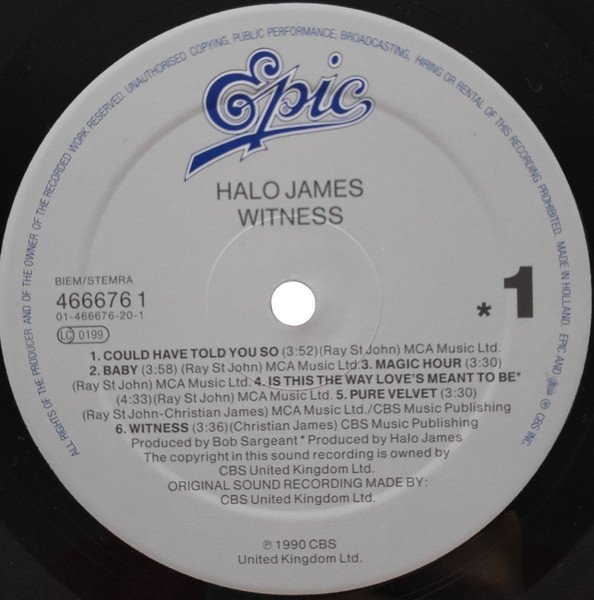 ALL RIGHTS OF THE PRODUCER AND OF THE OWNER OF THE RECORDED WORK RESERVED. UNAUTHORISED COPYING, PUBLIC PERFORMANCE, BROADCASTING, HIRING OR RENTAL OF THIS RECORDING PROHIBITED. MADE IN HOLLAND. EPIC AND ℗ CBS INC.
Epic
HALO JAMES
WITNESS
BIEM/STEMRA
466676 1
01-466676-20-1
LC 0199
* 1
1. COULD HAVE TOLD YOU SO (3:52)(Ray St John) MCA Music Ltd.
2. BABY (3:58) (Ray St John) MCA Music Ltd.3. MAGIC HOUR (3:30)
(Ray St John) MCA Music Ltd. 4. IS THIS THE WAY LOVE'S MEANT TO BE*
(4:33)(Ray St John) MCA Music Ltd. 5. PURE VELVET (3:30)
(Ray St John-Christian James) MCA Music Ltd./CBS Music Publishing
6. WITNESS (3:36)(Christian James) CBS Music Publishing
Produced by Bob Sargeant *Produced by Halo James
The copyright in this sound recording is owned by
CBS United Kingdom Ltd.
ORIGINAL SOUND RECORDING MADE BY:
CBS United Kingdom Ltd.
℗ 1990 CBS
United Kingdom Ltd.